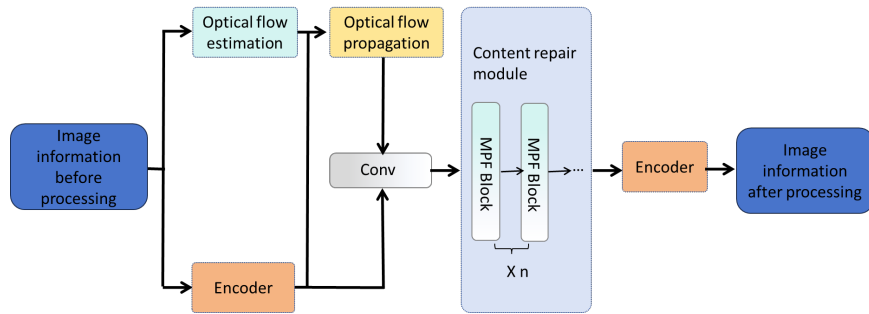 Image
information
before
processing
Optical flow
estimation
Optical flow
propagation
Encoder
Conv
Content repair
module
MPF Block
MPF Block
...
X n
Encoder
Image
information
after processing